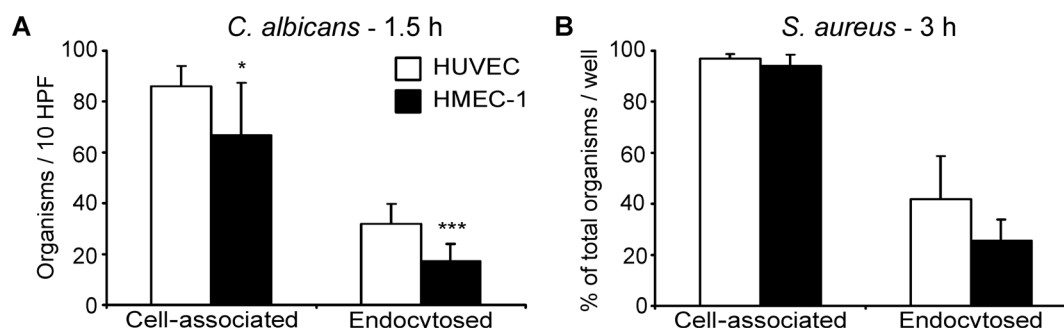 A
C. albicans - 1.5 h
Organisms / 10 HPF
100
80
60
40
20
0
*
***
HUVEC
HMEC-1
Cell-associated
Endocytosed
B
S. aureus - 3 h
% of total organisms / well
100
80
60
40
20
0
Cell-associated
Endocytosed